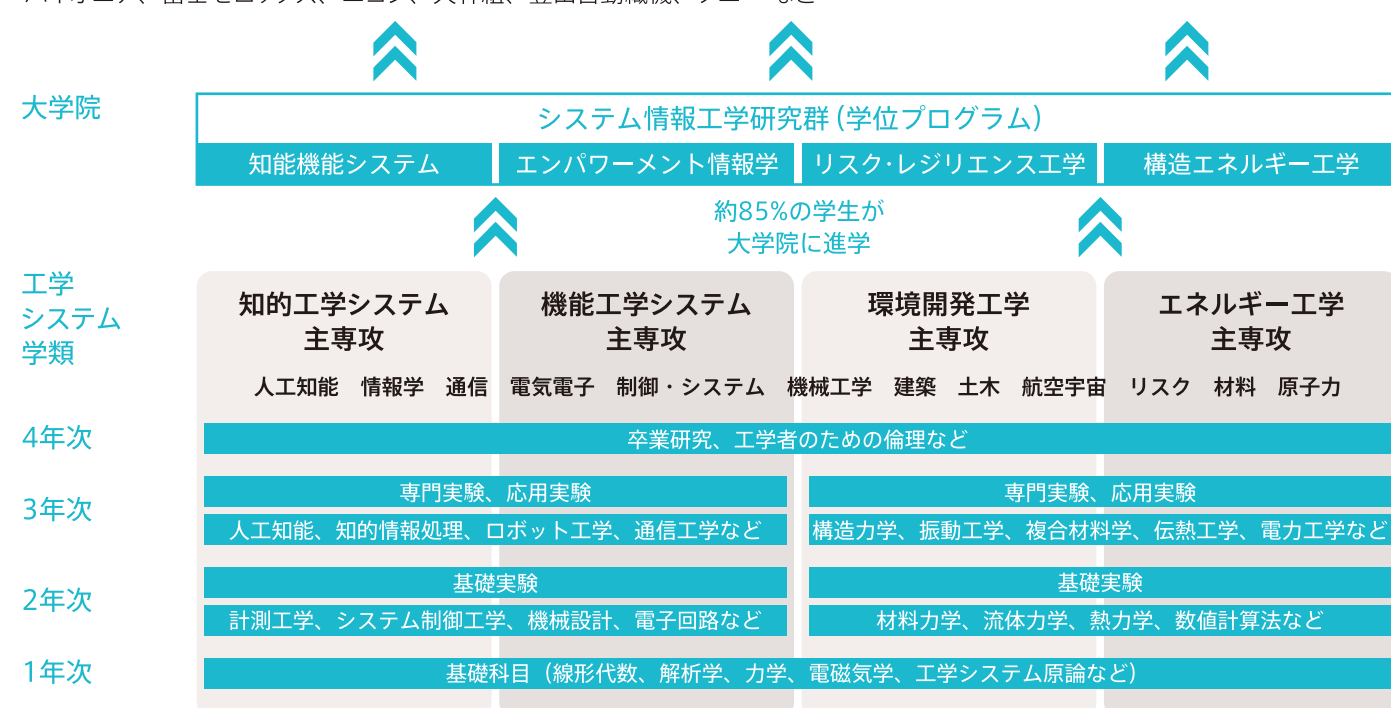 大学院
システム情報工学研究群（学位プログラム）
知能機能システム
エンパワーメント情報学
リスク・レジリエンス工学
構造エネルギー工学
約85%の学生が
大学院に進学
工学
システム
学類
知的工学システム
主専攻
機能工学システム
主専攻
環境開発工学
主専攻
エネルギー工学
主専攻
人工知能　情報学　通信　電気電子　制御・システム　機械工学　建築　土木　航空宇宙　リスク　材料　原子力
4年次
卒業研究、工学者のための倫理など
3年次
専門実験、応用実験
専門実験、応用実験
人工知能、知的情報処理、ロボット工学、通信工学など
構造力学、振動工学、複合材料学、伝熱工学、電力工学など
2年次
基礎実験
基礎実験
計測工学、システム制御工学、機械設計、電子回路など
材料力学、流体力学、熱力学、数値計算法など
1年次
基礎科目（線形代数、解析学、力学、電磁気学、工学システム原論など）